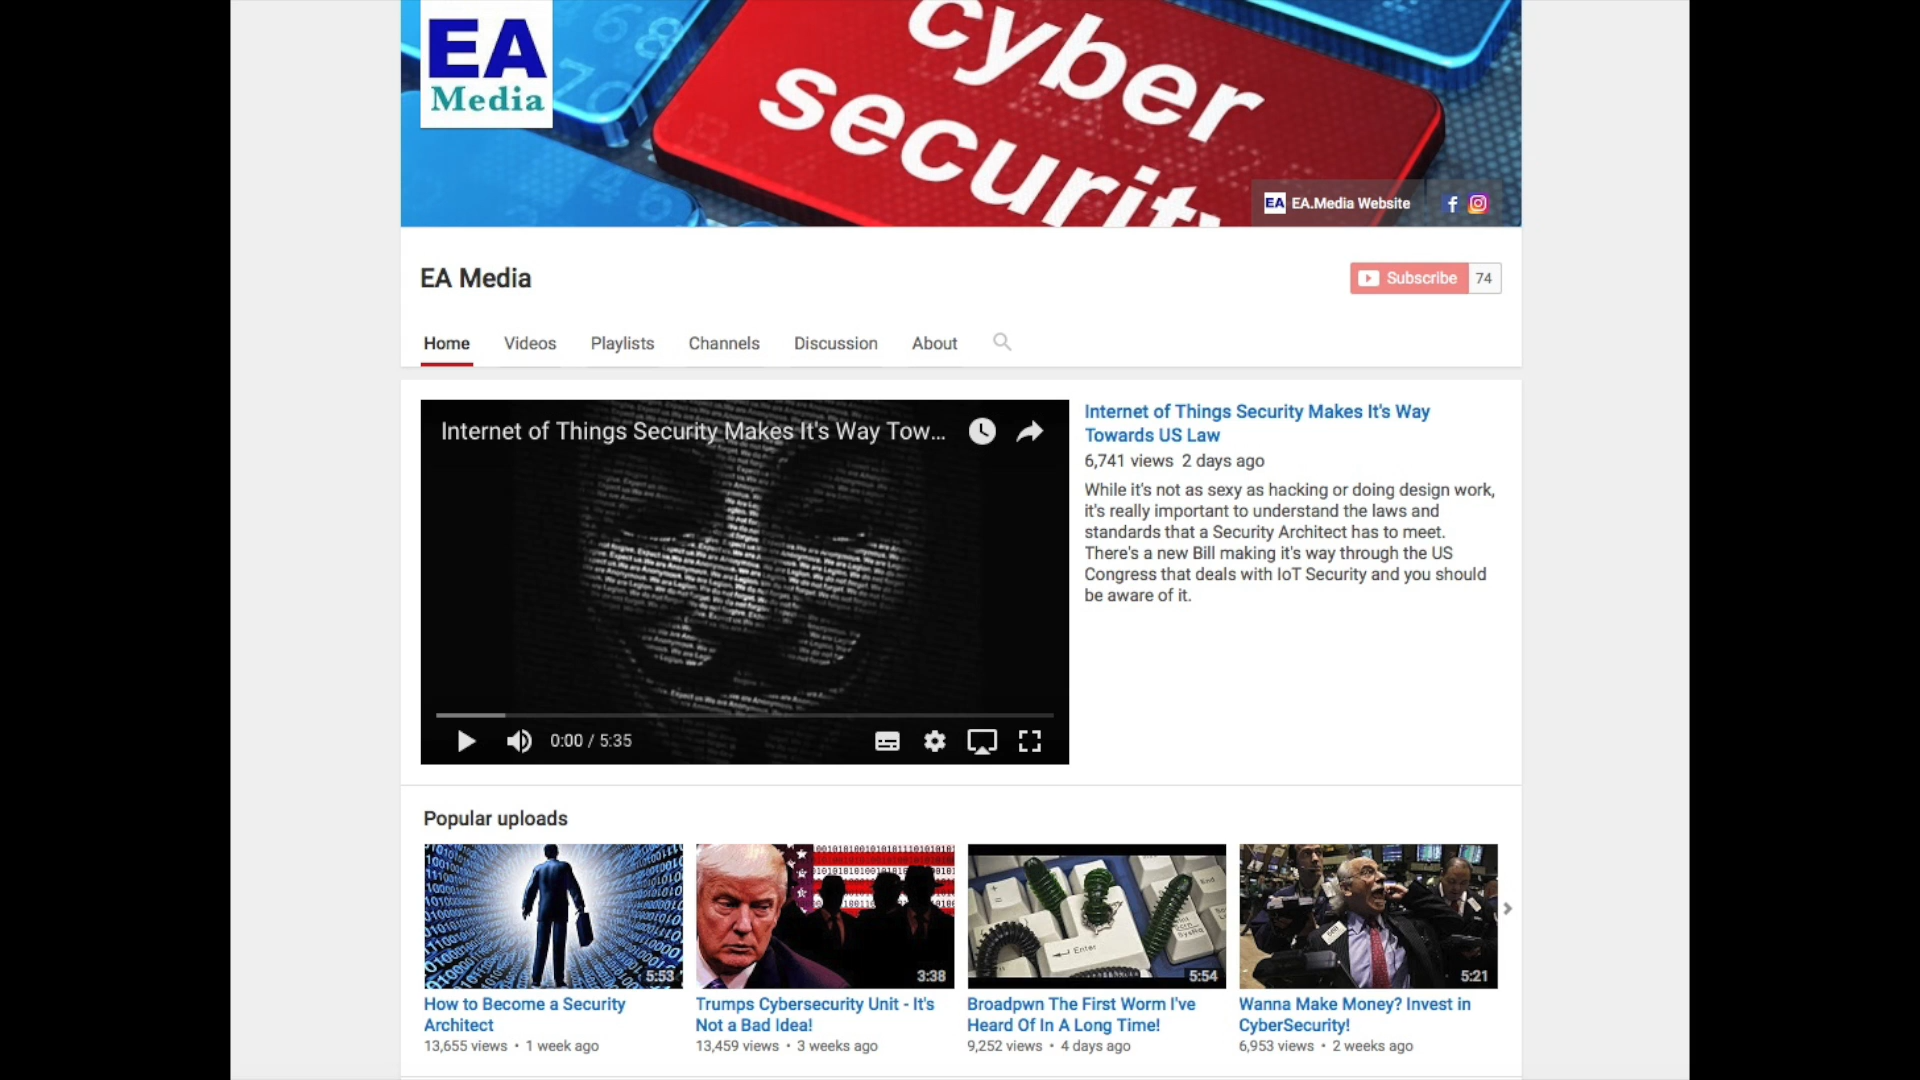 EA
Media
cyber
security
EA EA.Media Website
EA Media
Subscribe 74
Home Videos Playlists Channels Discussion About
Internet of Things Security Makes It's Way Tow...
0:00 / 5:35
Internet of Things Security Makes It's Way
Towards US Law
6,741 views 2 days ago
While it's not as sexy as hacking or doing design work,
it's really important to understand the laws and
standards that a Security Architect has to meet.
There's a new Bill making it's way through the US
Congress that deals with IoT Security and you should
be aware of it.
Popular uploads
5:53
3:38
Enter
End
5:54
5:21
How to Become a Security
Architect
13,655 views • 1 week ago
Trumps Cybersecurity Unit - It's
Not a Bad Idea!
13,459 views • 3 weeks ago
Broadpwn The First Worm I've
Heard Of In A Long Time!
9,252 views • 4 days ago
Wanna Make Money? Invest in
CyberSecurity!
6,953 views • 2 weeks ago